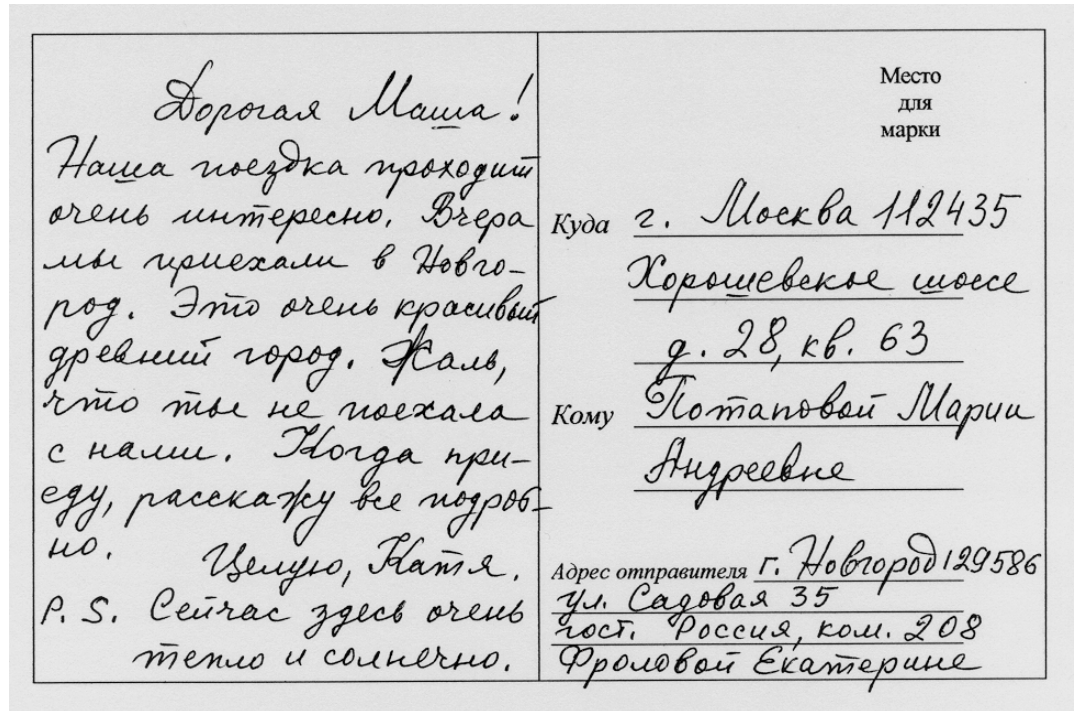 Дорогая Маша!
Наша поездка проходит
очень интересно. Вчера
мы приехали в Новго-
род. Это очень красивый
древний город. Жаль,
что ты не поехала
с нами. Когда при-
еду, расскажу все подроб-
но.
Целую, Катя.
P.S. Сейчас здесь очень
тепло и солнечно.
Место
для
марки
Куда г. Москва 112435
Хорошевское шоссе
д. 28, кв. 63
Кому Потаповой Марии
Андреевне
Адрес отправителя г. Новгород 129586
ул. Садовая 35
гост. Россия, ком. 208
Фроловой Екатерине